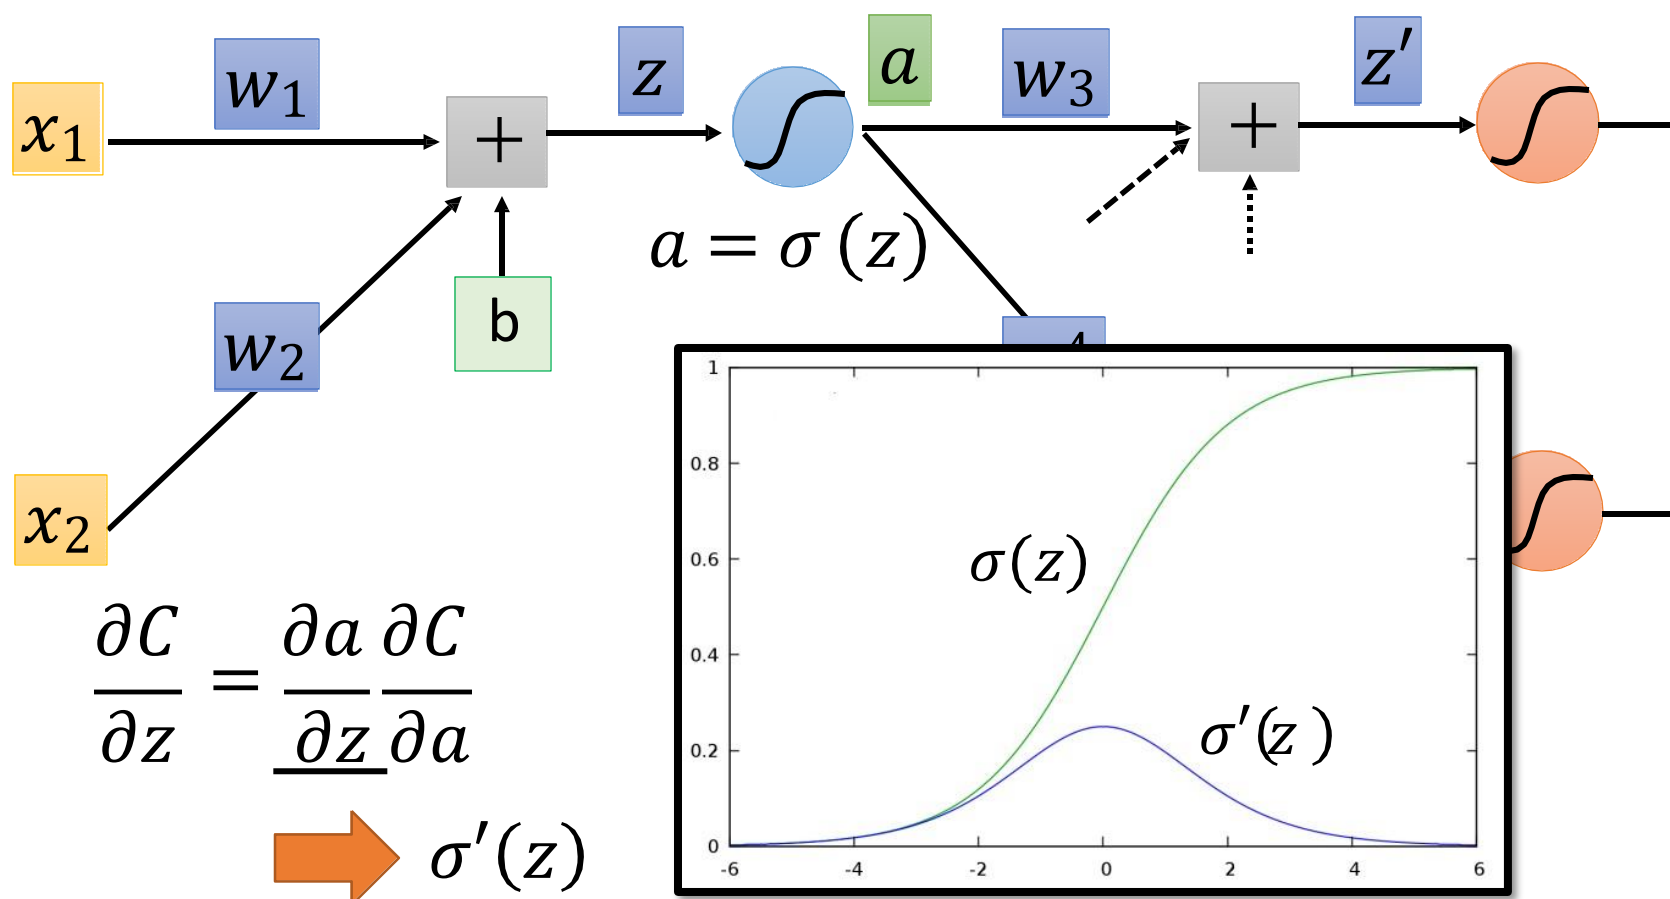 x₁
w₁
+
z
a
w₃
+
z′
a = σ (z)
w₂
b
x₂
∂C/∂z = ∂a/∂z ∂C/∂a
σ′(z)
1
0.8
0.6
0.4
0.2
0
σ(z)
σ′(z )
-6 -4 -2 0 2 4 6